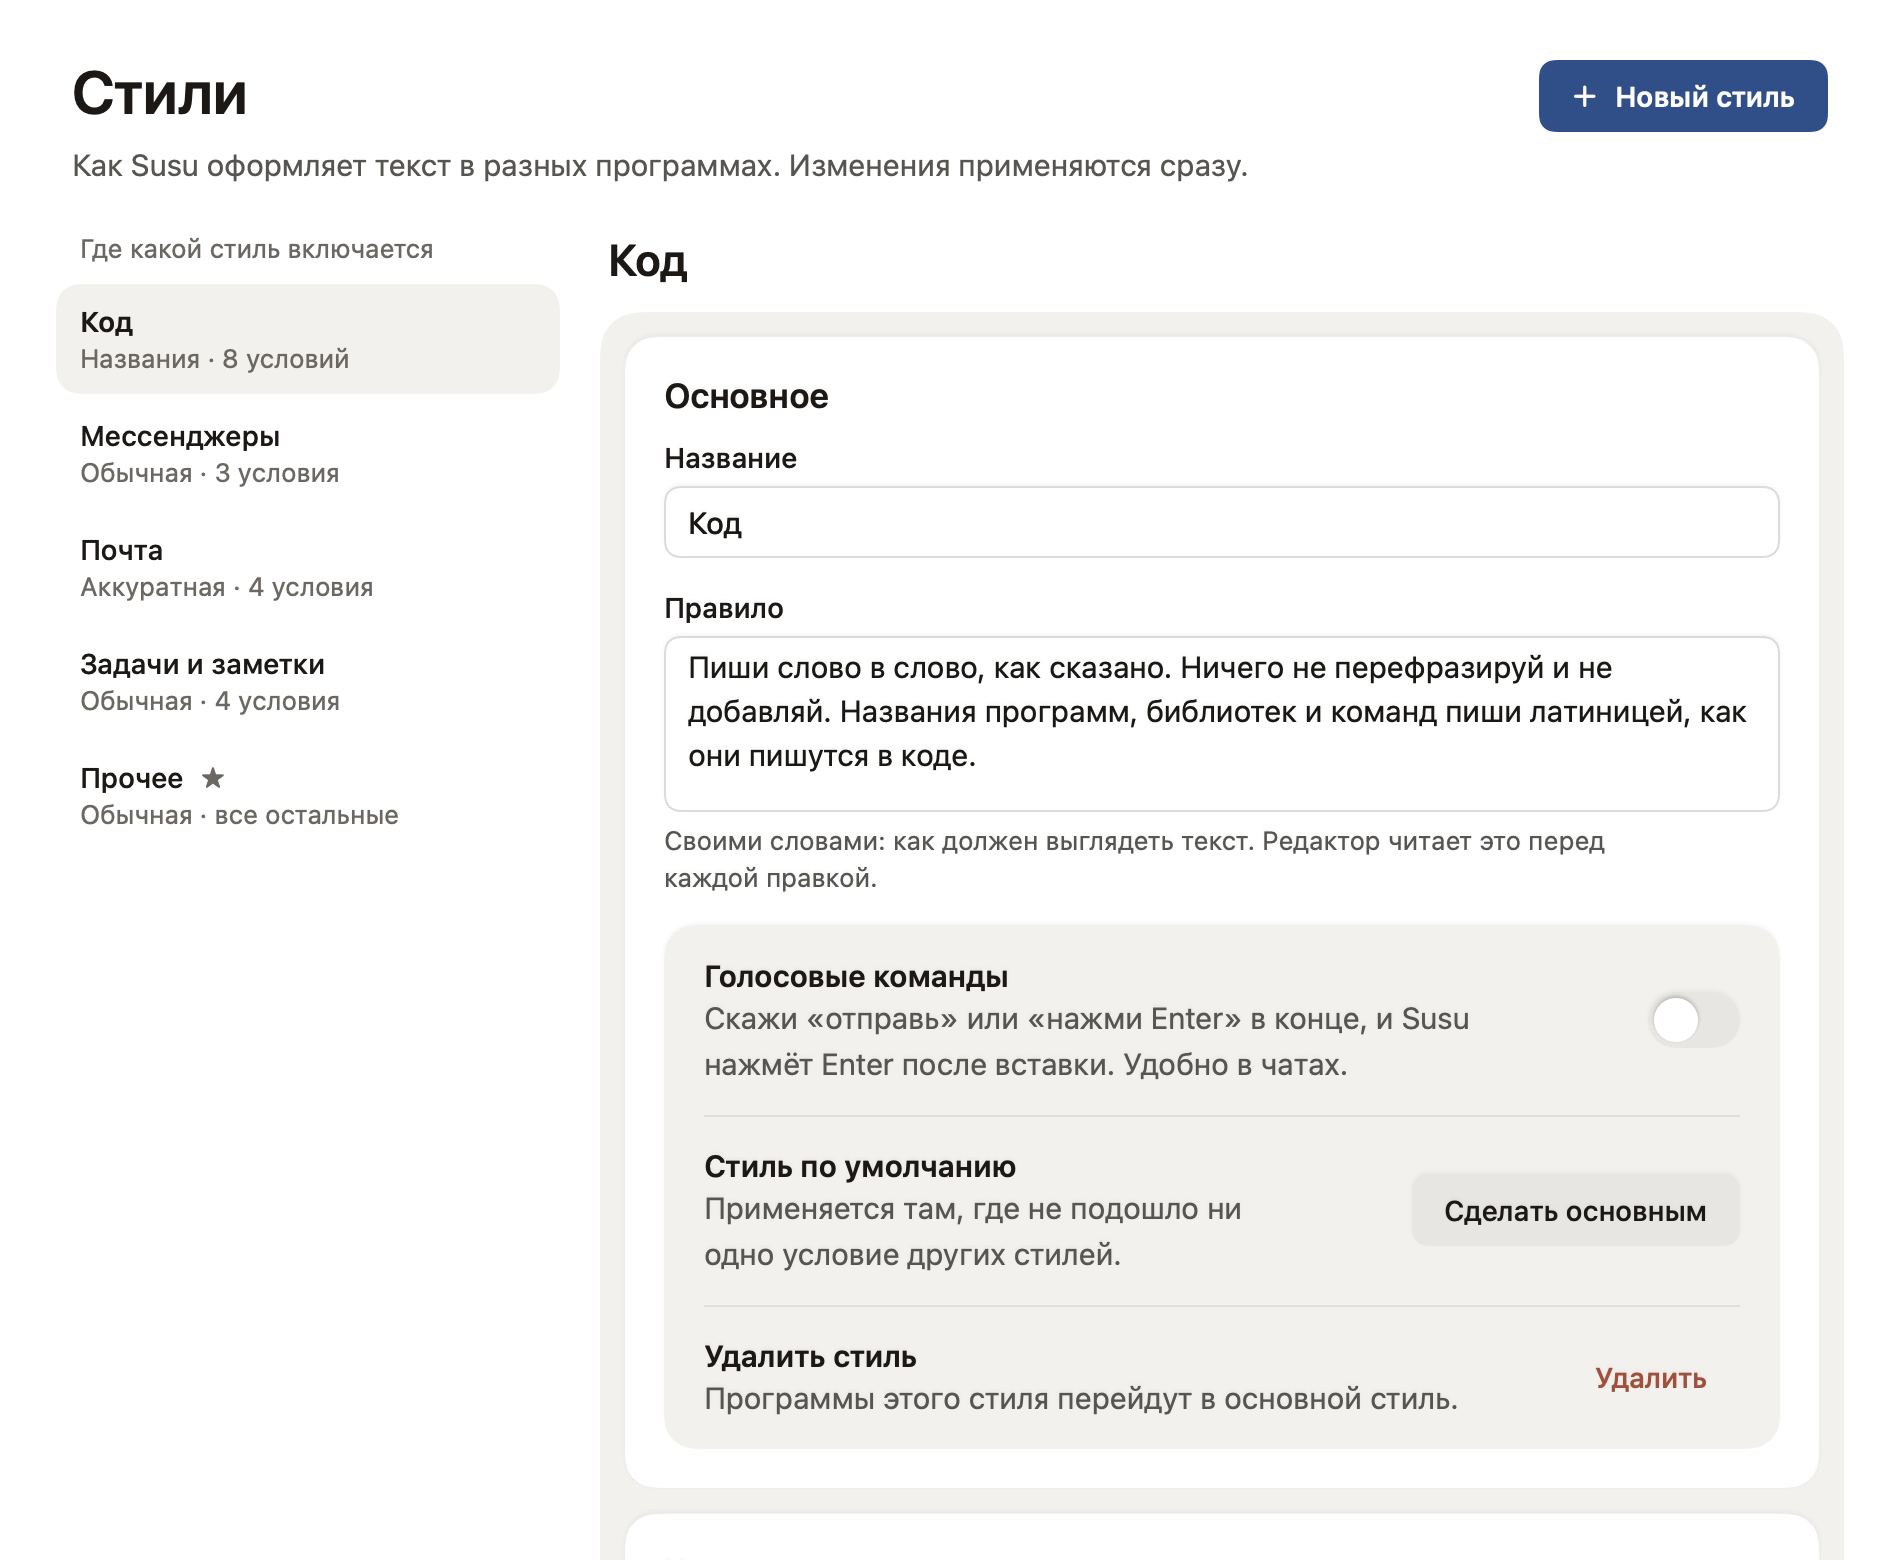 Стили
+ Новый стиль
Как Susu оформляет текст в разных программах. Изменения применяются сразу.
Где какой стиль включается
Код
Названия · 8 условий
Мессенджеры
Обычная · 3 условия
Почта
Аккуратная · 4 условия
Задачи и заметки
Обычная · 4 условия
Прочее ★
Обычная · все остальные
Код
Основное
Название
Код
Правило
Пиши слово в слово, как сказано. Ничего не перефразируй и не
добавляй. Названия программ, библиотек и команд пиши латиницей, как
они пишутся в коде.
Своими словами: как должен выглядеть текст. Редактор читает это перед
каждой правкой.
Голосовые команды
Скажи «отправь» или «нажми Enter» в конце, и Susu
нажмёт Enter после вставки. Удобно в чатах.
Стиль по умолчанию
Применяется там, где не подошло ни
одно условие других стилей.
Сделать основным
Удалить стиль
Программы этого стиля перейдут в основной стиль.
Удалить